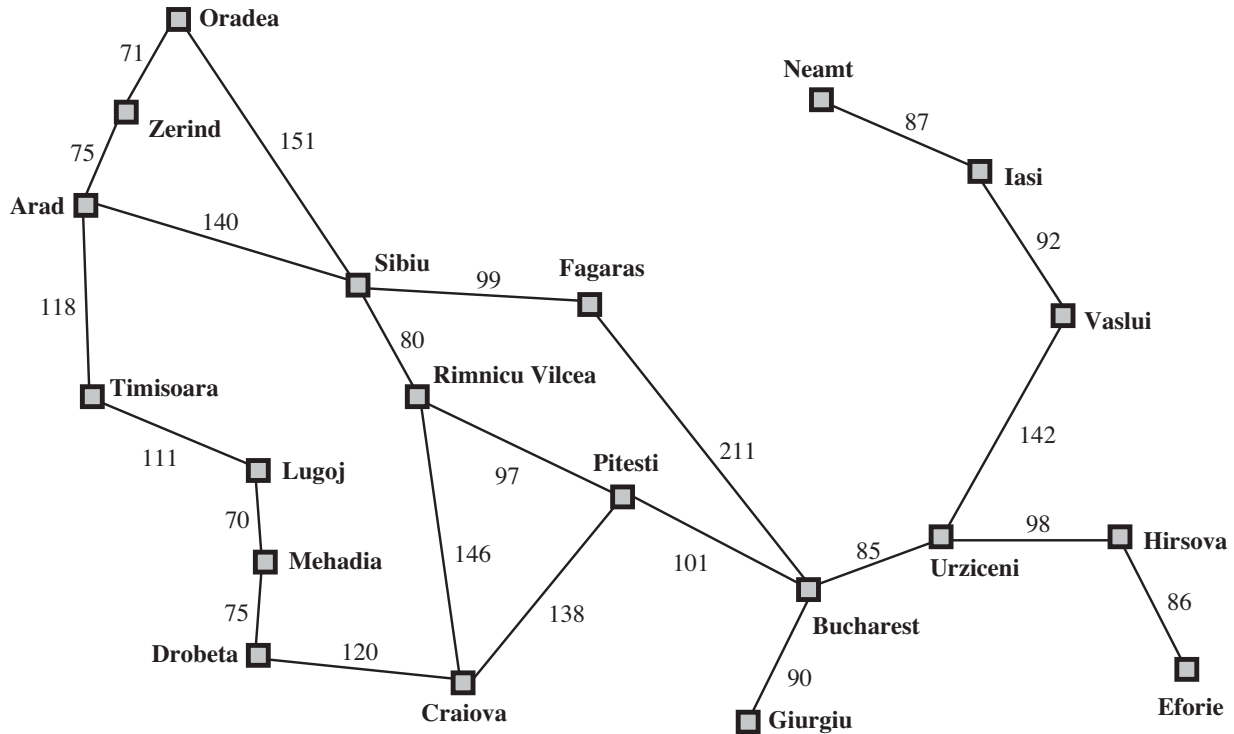 Oradea
71
Neamt
87
Zerind
151
75
Iasi
Arad
140
92
Sibiu
99
Fagaras
118
80
Vaslui
Timisoara
Rimnicu Vilcea
142
111
211
Lugoj
97
Pitesti
70
98
Mehadia
146
101
85
Urziceni
Hirsova
75
138
86
Bucharest
Drobeta
120
90
Craiova
Giurgiu
Eforie